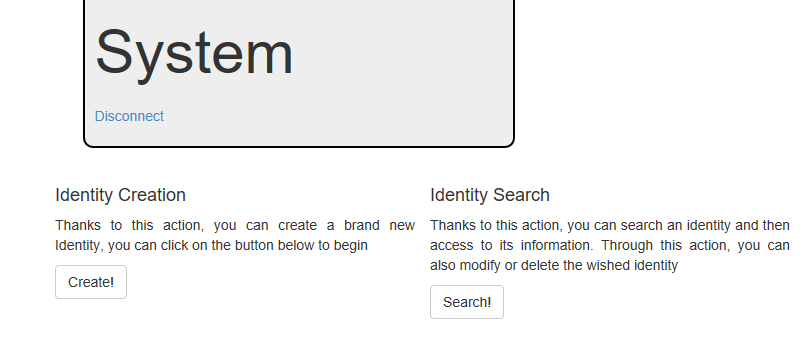 System
Disconnect
Identity Creation
Thanks to this action, you can create a brand new
Identity, you can click on the button below to begin
Create!
Identity Search
Thanks to this action, you can search an identity and then
access to its information. Through this action, you can
also modify or delete the wished identity
Search!